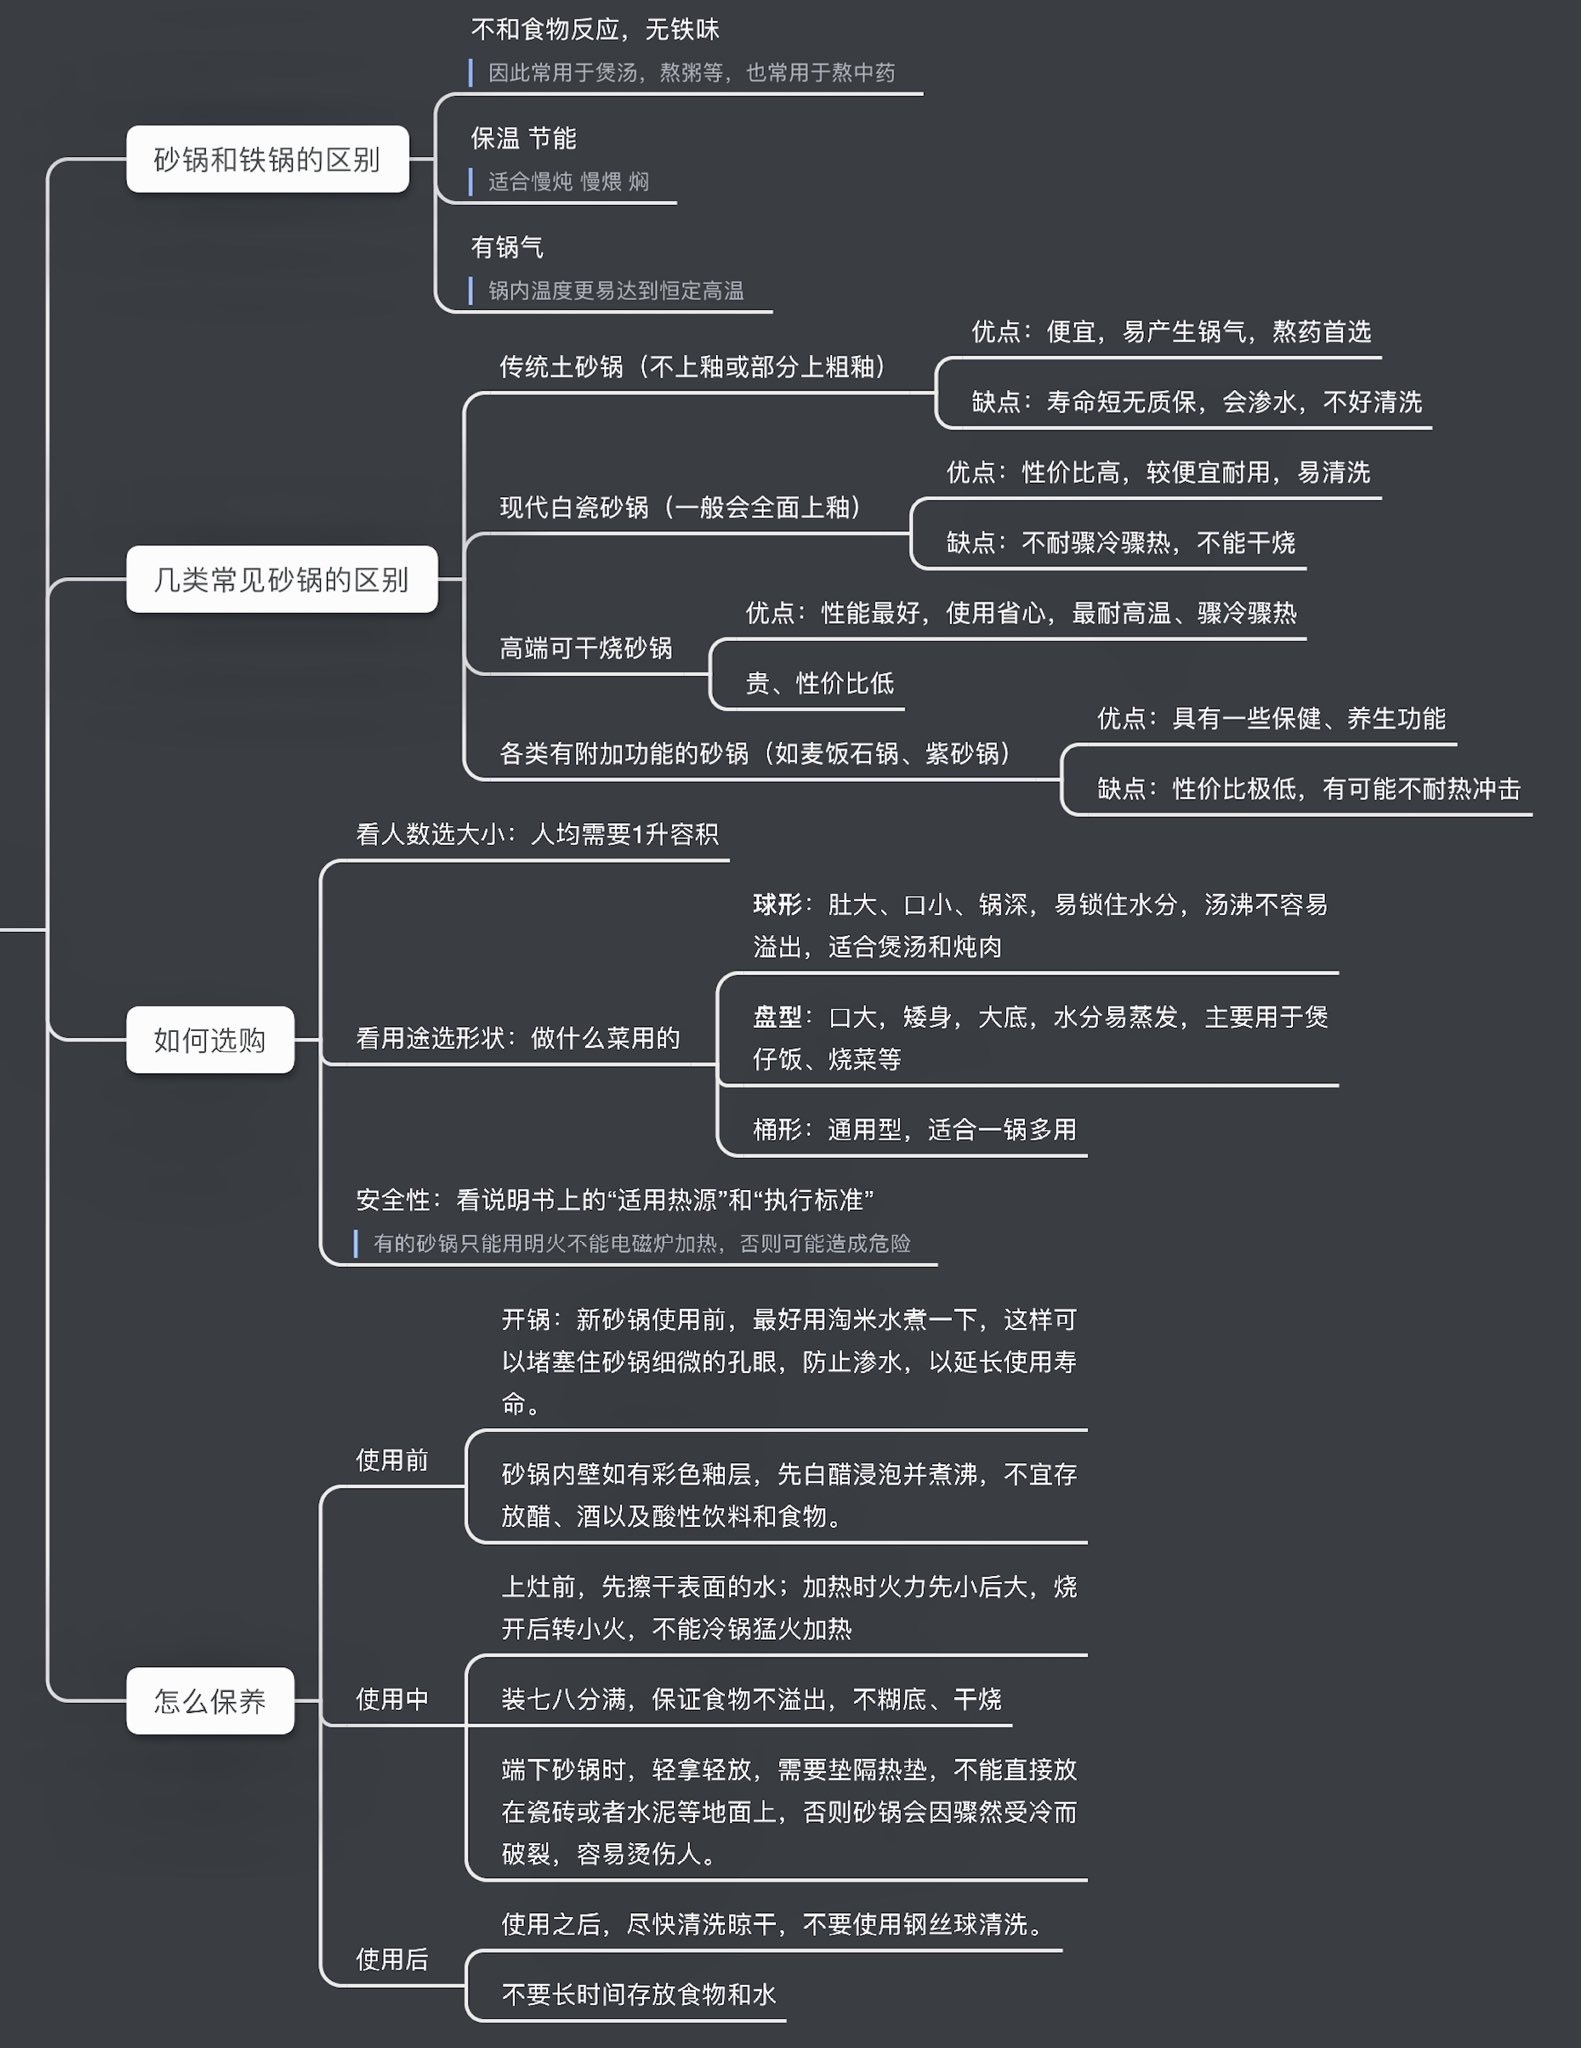 砂锅和铁锅的区别
不和食物反应，无铁味
因此常用于煲汤，熬粥等，也常用于熬中药
保温 节能
适合慢炖 慢煨 焖
有锅气
锅内温度更易达到恒定高温
几类常见砂锅的区别
传统土砂锅（不上釉或部分上粗釉）
优点：便宜，易产生锅气，熬药首选
缺点：寿命短无质保，会渗水，不好清洗
现代白瓷砂锅（一般会全面上釉）
优点：性价比高，较便宜耐用，易清洗
缺点：不耐骤冷骤热，不能干烧
高端可干烧砂锅
优点：性能最好，使用省心，最耐高温、骤冷骤热
贵、性价比低
各类有附加功能的砂锅（如麦饭石锅、紫砂锅）
优点：具有一些保健、养生功能
缺点：性价比极低，有可能不耐热冲击
如何选购
看人数选大小：人均需要1升容积
看用途选形状：做什么菜用的
球形：肚大、口小、锅深，易锁住水分，汤沸不容易
溢出，适合煲汤和炖肉
盘型：口大，矮身，大底，水分易蒸发，主要用于煲
仔饭、烧菜等
桶形：通用型，适合一锅多用
安全性：看说明书上的“适用热源”和“执行标准”
有的砂锅只能用明火不能电磁炉加热，否则可能造成危险
怎么保养
使用前
开锅：新砂锅使用前，最好用淘米水煮一下，这样可
以堵塞住砂锅细微的孔眼，防止渗水，以延长使用寿
命。
砂锅内壁如有彩色釉层，先白醋浸泡并煮沸，不宜存
放醋、酒以及酸性饮料和食物。
使用中
上灶前，先擦干表面的水；加热时火力先小后大，烧
开后转小火，不能冷锅猛火加热
装七八分满，保证食物不溢出，不糊底、干烧
端下砂锅时，轻拿轻放，需要垫隔热垫，不能直接放
在瓷砖或者水泥等地面上，否则砂锅会因骤然受冷而
破裂，容易烫伤人。
使用后
使用之后，尽快清洗晾干，不要使用钢丝球清洗。
不要长时间存放食物和水